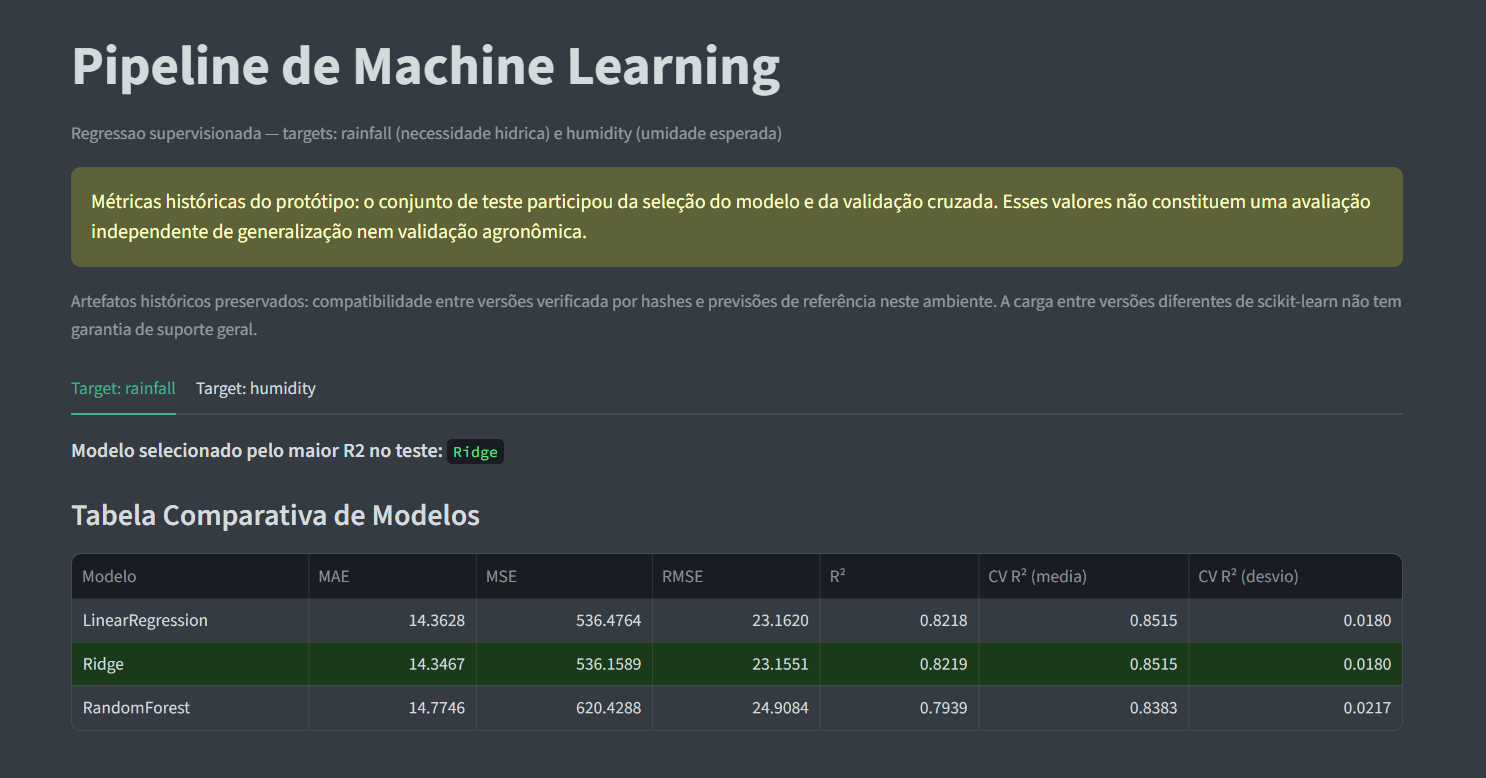 Pipeline de Machine Learning
Regressao supervisionada — targets: rainfall (necessidade hidrica) e humidity (umidade esperada)
Métricas históricas do protótipo: o conjunto de teste participou da seleção do modelo e da validação cruzada. Esses valores não constituem uma avaliação
independente de generalização nem validação agronômica.
Artefatos históricos preservados: compatibilidade entre versões verificada por hashes e previsões de referência neste ambiente. A carga entre versões diferentes de scikit-learn não tem
garantia de suporte geral.
Target: rainfall Target: humidity
Modelo selecionado pelo maior R2 no teste: Ridge
Tabela Comparativa de Modelos
Modelo MAE MSE RMSE R² CV R² (media) CV R² (desvio)
LinearRegression 14.3628 536.4764 23.1620 0.8218 0.8515 0.0180
Ridge 14.3467 536.1589 23.1551 0.8219 0.8515 0.0180
RandomForest 14.7746 620.4288 24.9084 0.7939 0.8383 0.0217